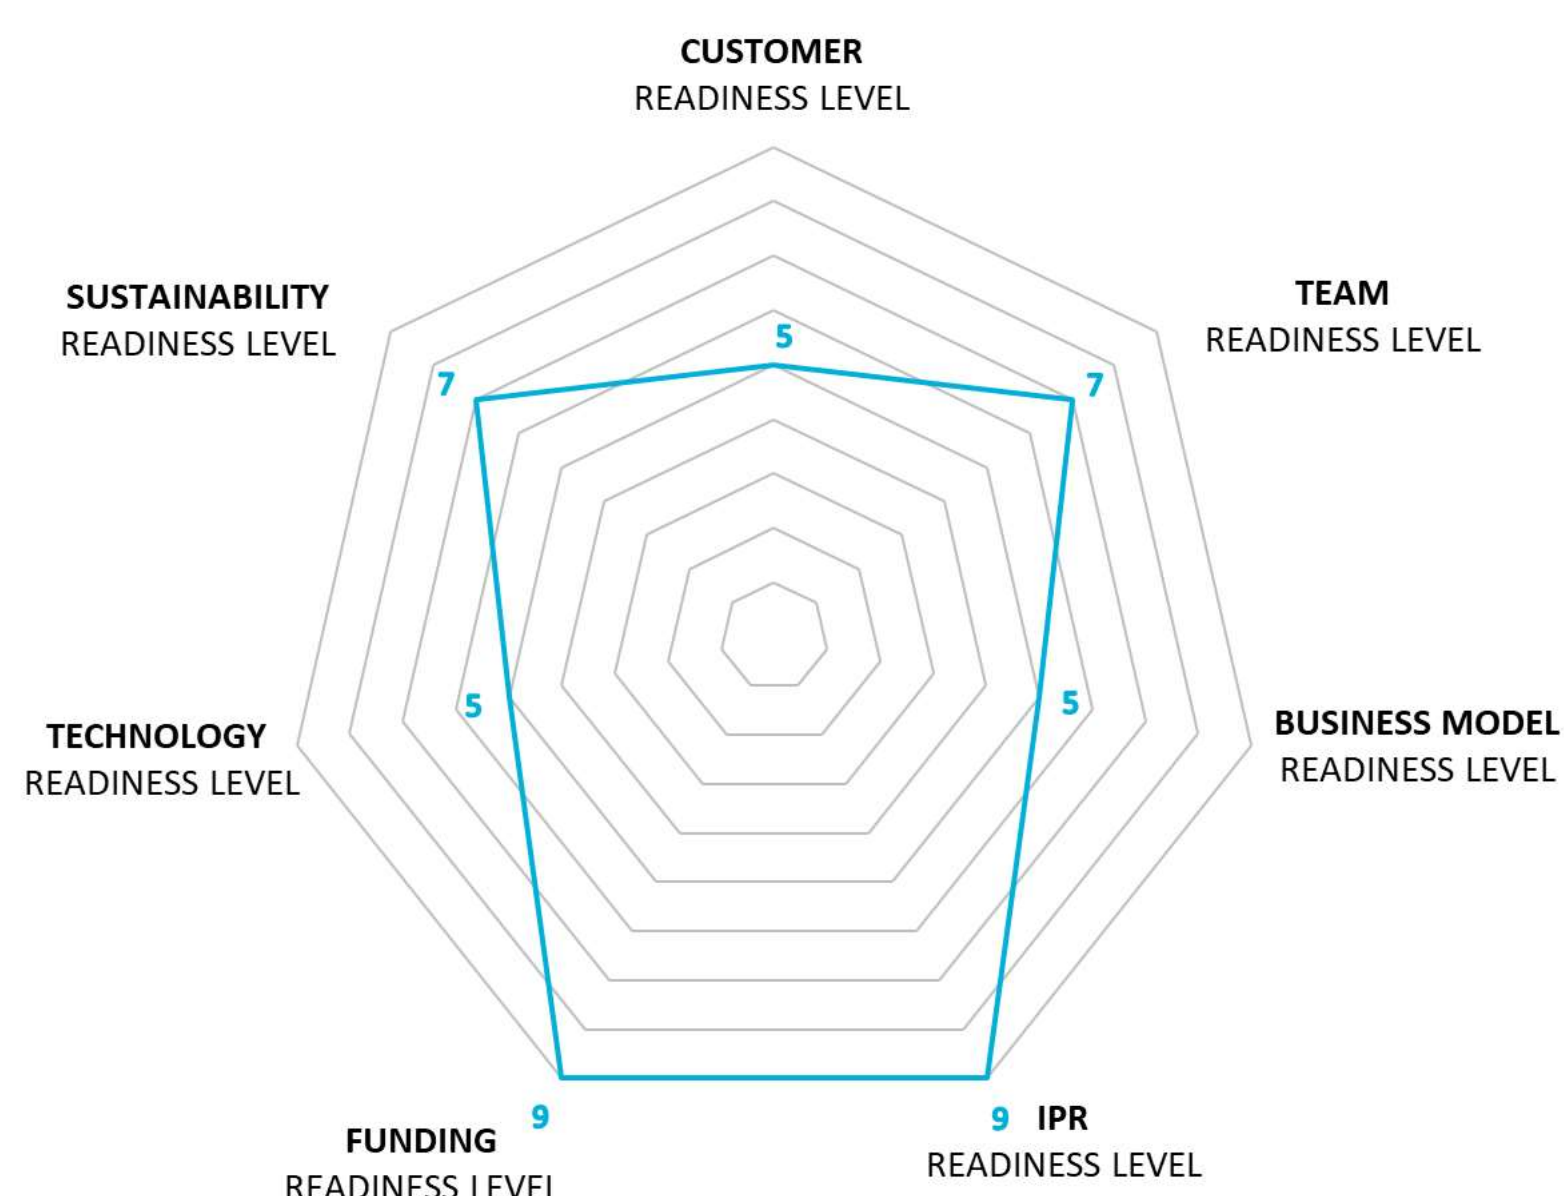 CUSTOMER
READINESS LEVEL
5
TEAM
READINESS LEVEL
7
SUSTAINABILITY
READINESS LEVEL
7
5
BUSINESS MODEL
READINESS LEVEL
5
TECHNOLOGY
READINESS LEVEL
9
IPR
READINESS LEVEL
9
FUNDING
READINESS LEVEL